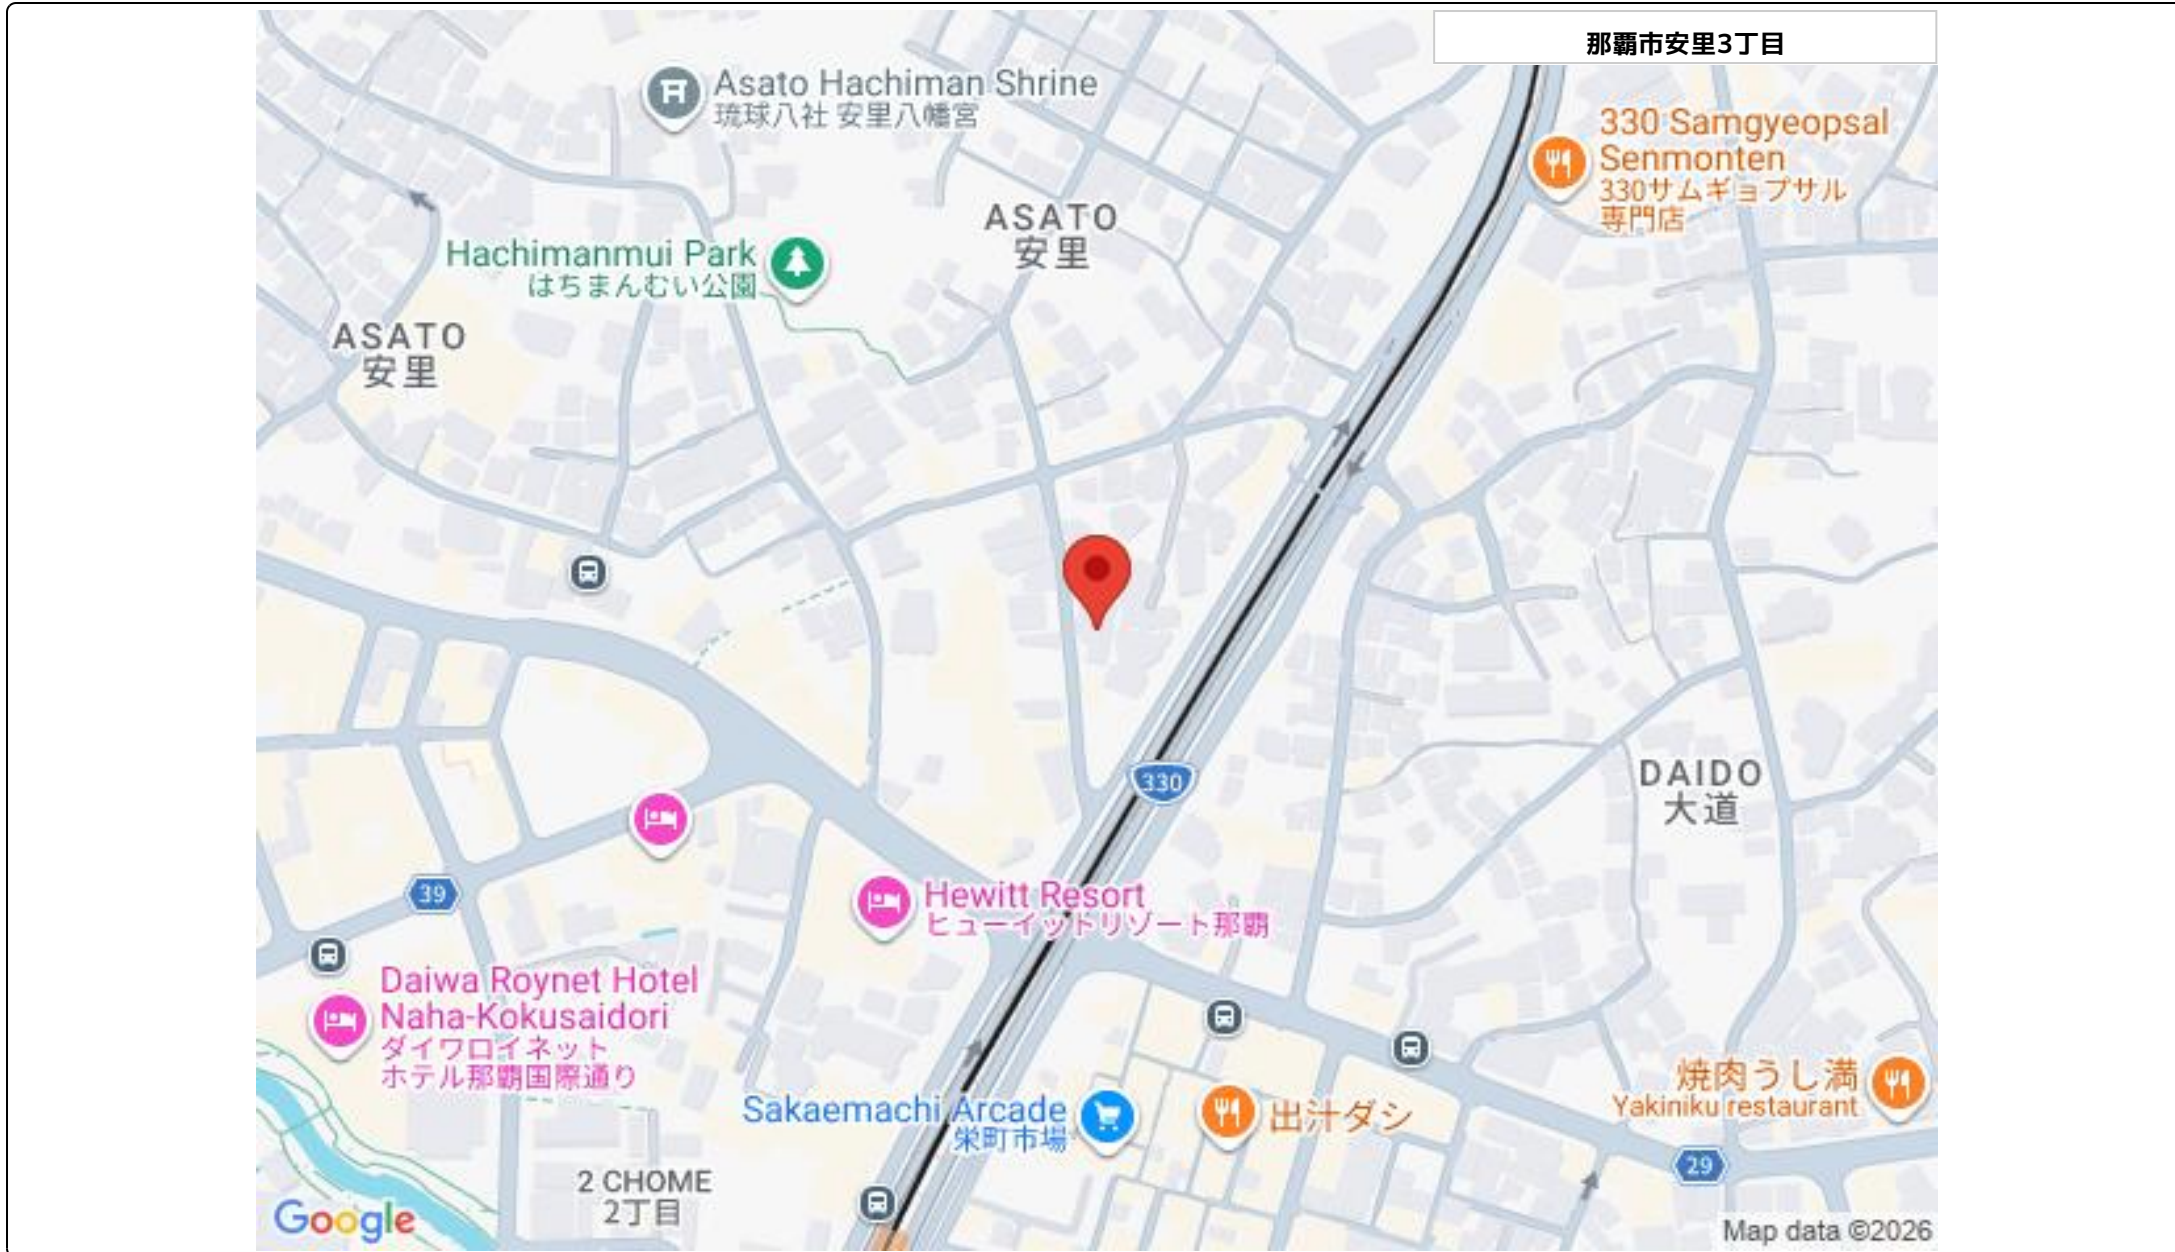 那覇市安里3丁目
Asato Hachiman Shrine
琉球八社 安里八幡宮
330 Samgyeopsal
Senmonten
330サムギョプサル
専門店
ASATO
安里
Hachimanmui Park
はちまんむい公園
ASATO
安里
330
DAIDO
大道
39
Hewitt Resort
ヒューイットリゾート那覇
Daiwa Roynet Hotel
Naha-Kokusaidori
ダイワロイネット
ホテル那覇国際通り
焼肉うし満
Yakiniku restaurant
Sakaemachi Arcade
栄町市場
出汁ダシ
29
2 CHOME
2丁目
Google
Map data ©2026